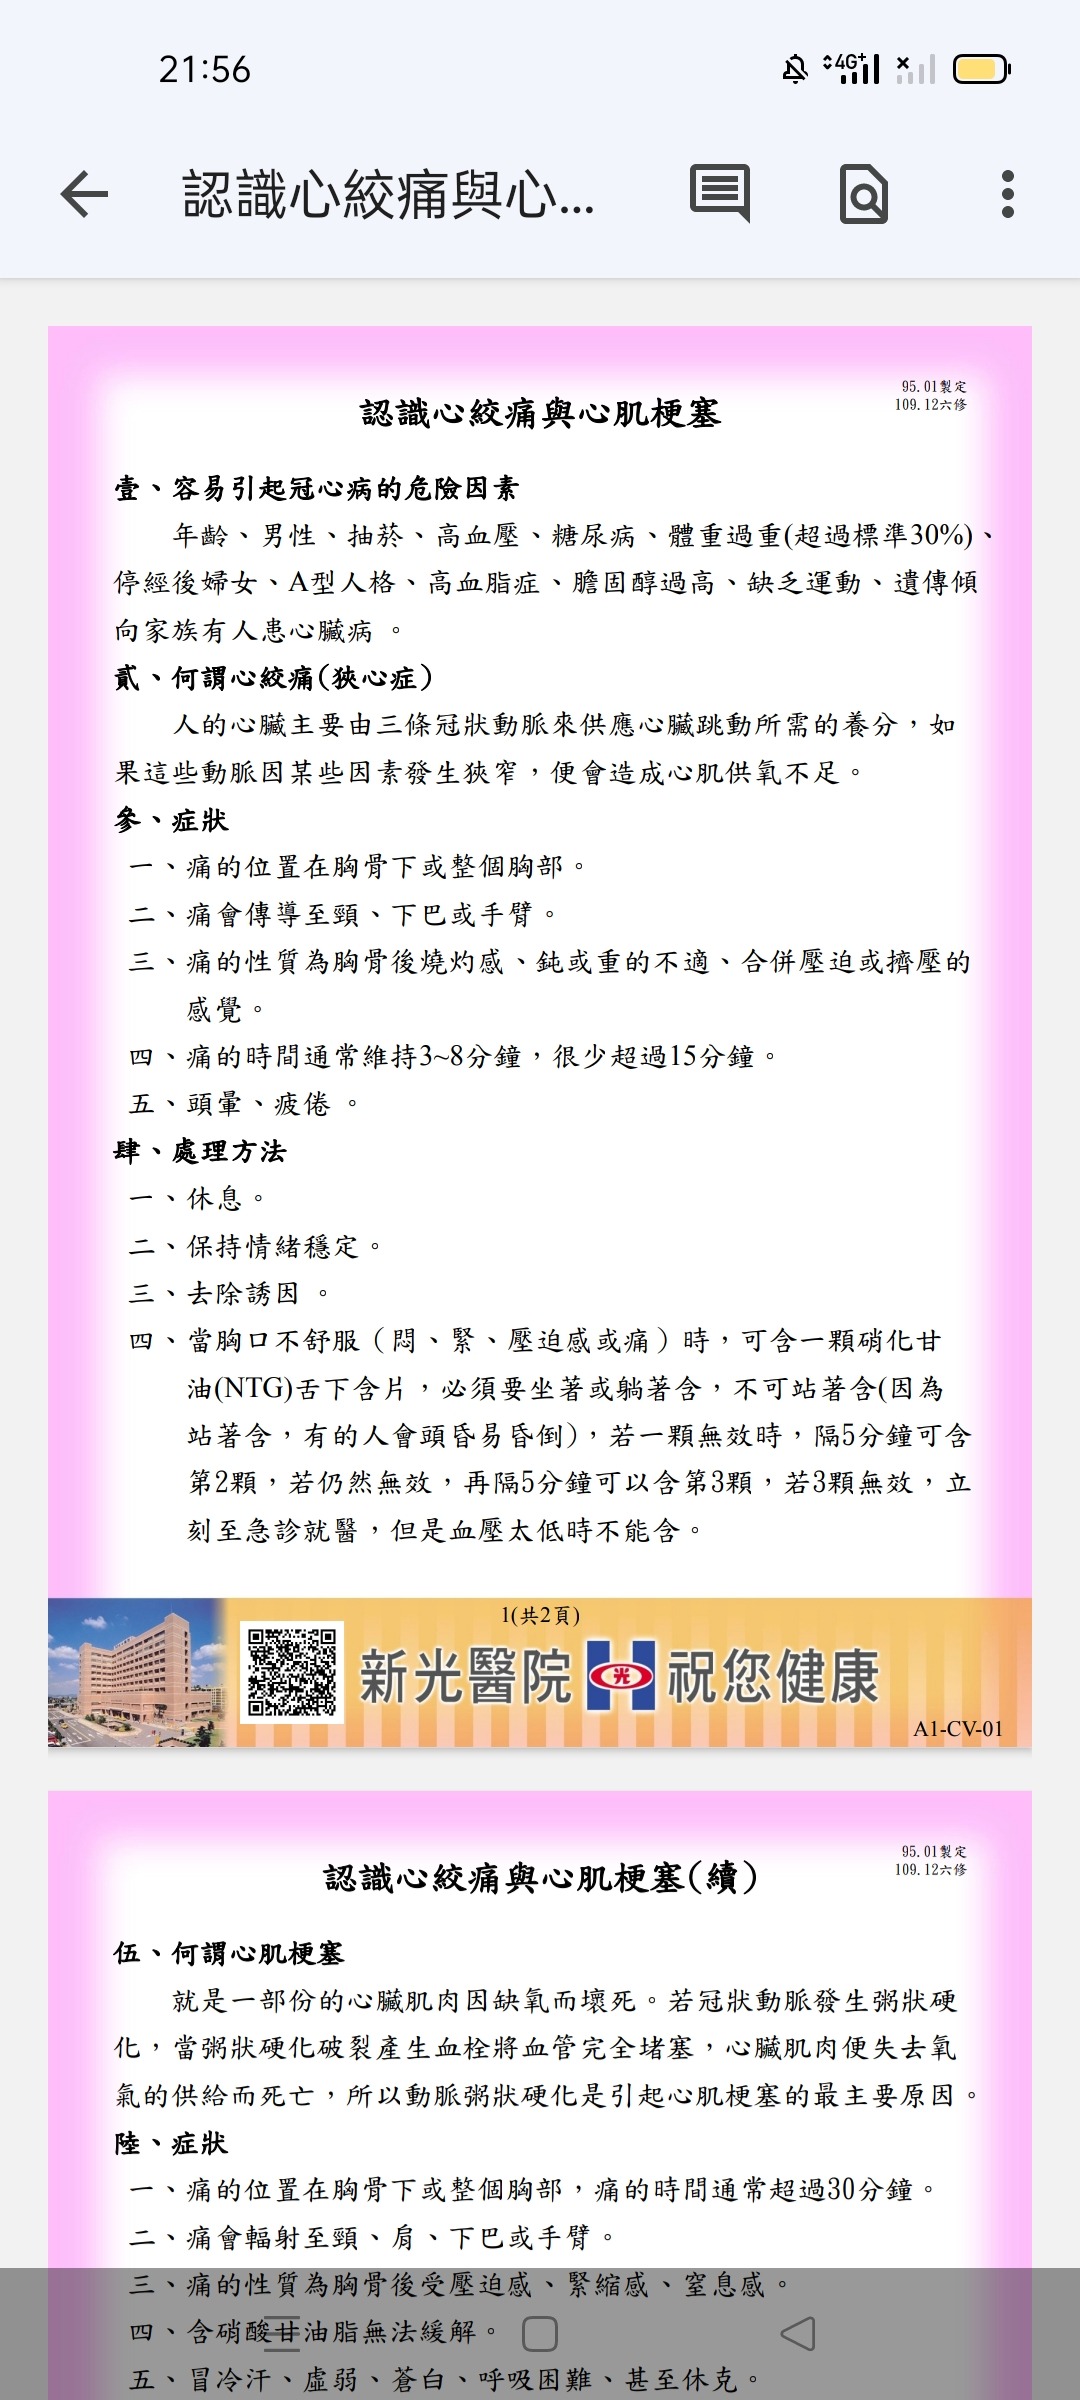 21:56
4G+
認識心絞痛與心...
95.01製定
109.12六修
認識心絞痛與心肌梗塞
壹、容易引起冠心病的危險因素
年齡、男性、抽菸、高血壓、糖尿病、體重過重(超過標準30%)、
停經後婦女、A型人格、高血脂症、膽固醇過高、缺乏運動、遺傳傾
向家族有人患心臟病 。
貳、何謂心絞痛(狹心症)
人的心臟主要由三條冠狀動脈來供應心臟跳動所需的養分，如
果這些動脈因某些因素發生狹窄，便會造成心肌供氧不足。
參、症狀
一、痛的位置在胸骨下或整個胸部。
二、痛會傳導至頸、下巴或手臂。
三、痛的性質為胸骨後燒灼感、鈍或重的不適、合併壓迫或擠壓的
感覺。
四、痛的時間通常維持3~8分鐘，很少超過15分鐘。
五、頭暈、疲倦 。
肆、處理方法
一、休息。
二、保持情緒穩定。
三、去除誘因 。
四、當胸口不舒服（悶、緊、壓迫感或痛）時，可含一顆硝化甘
油(NTG)舌下含片，必須要坐著或躺著含，不可站著含(因為
站著含，有的人會頭昏易昏倒)，若一顆無效時，隔5分鐘可含
第2顆，若仍然無效，再隔5分鐘可以含第3顆，若3顆無效，立
刻至急診就醫，但是血壓太低時不能含。
1(共2頁)
新光醫院 光 祝您健康
A1-CV-01
95.01製定
109.12六修
認識心絞痛與心肌梗塞(續)
伍、何謂心肌梗塞
就是一部份的心臟肌肉因缺氧而壞死。若冠狀動脈發生粥狀硬
化，當粥狀硬化破裂產生血栓將血管完全堵塞，心臟肌肉便失去氧
氣的供給而死亡，所以動脈粥狀硬化是引起心肌梗塞的最主要原因。
陸、症狀
一、痛的位置在胸骨下或整個胸部，痛的時間通常超過30分鐘。
二、痛會輻射至頸、肩、下巴或手臂。
三、痛的性質為胸骨後受壓迫感、緊縮感、窒息感。
四、含硝酸甘油脂無法緩解。
五、冒冷汗、虛弱、蒼白、呼吸困難、甚至休克。